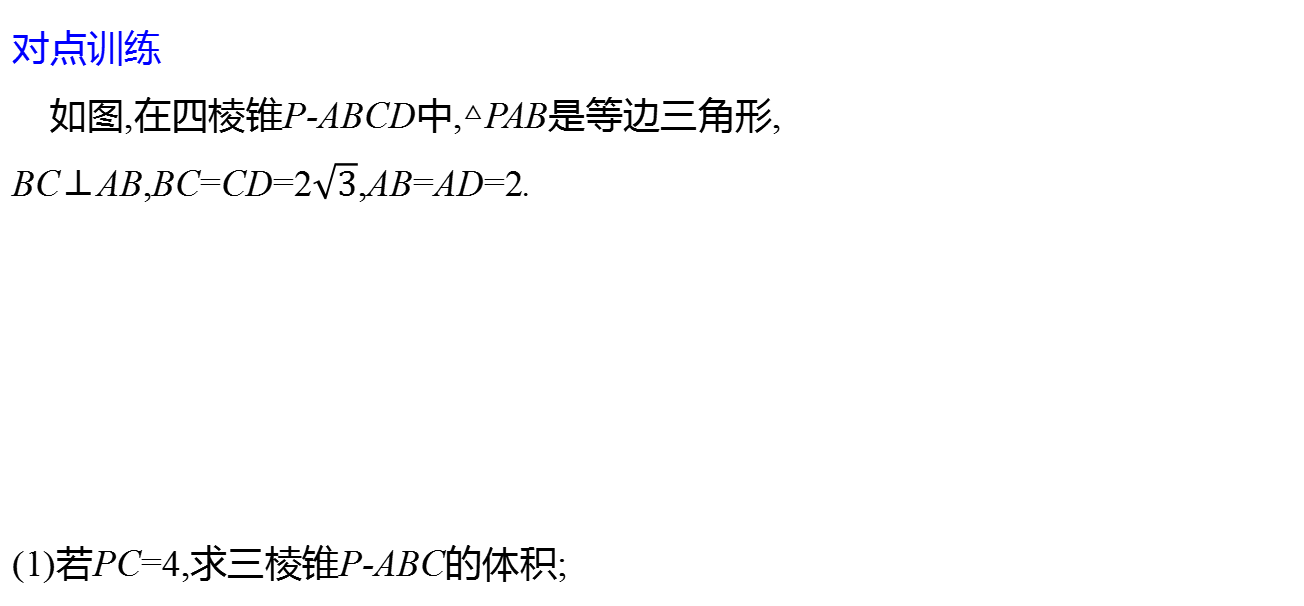 对点训练
如图,在四棱锥P-ABCD中,△PAB是等边三角形,
BC⊥AB,BC=CD=2√3,AB=AD=2.
(1)若PC=4,求三棱锥P-ABC的体积;